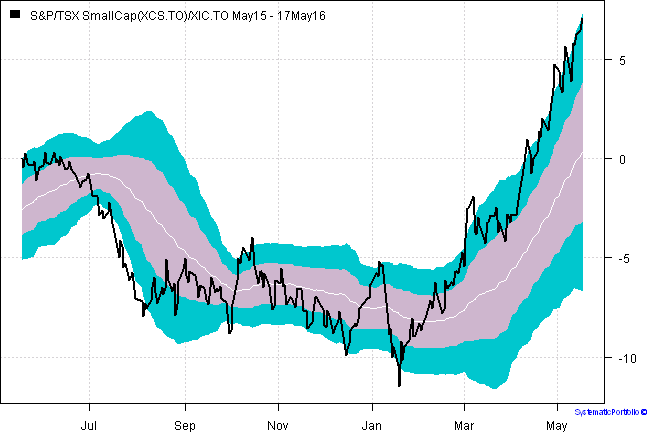 S&P/TSX SmallCap(XCS.TO)/XIC.TO May15 - 17May16
5
0
-5
-10
Jul Sep Nov Jan Mar May
SystematicPortfolio ©